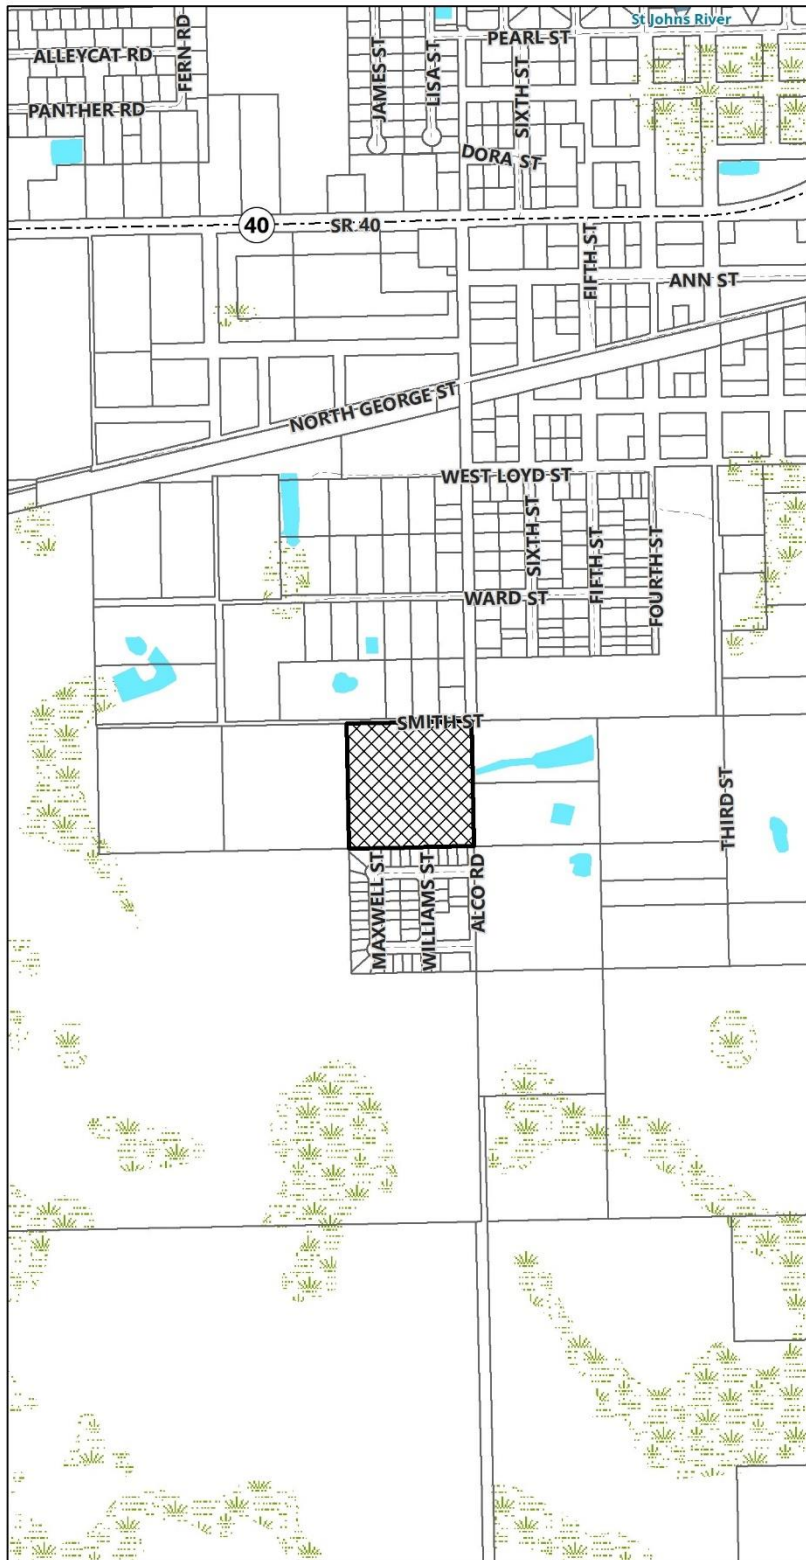 St Johns River
PEARL ST
ALLEYCAT RD
FERN RD
JAMES ST
LISA ST
SIXTH ST
PANTHER RD
DORA ST
40
SR 40
FIFTH ST
ANN ST
NORTH GEORGE ST
WEST LOYD ST
SIXTH ST
FIFTH ST
FOURTH ST
WARD ST
SMITH ST
THIRD ST
MAXWELL ST
WILLIAMS ST
ALCO RD